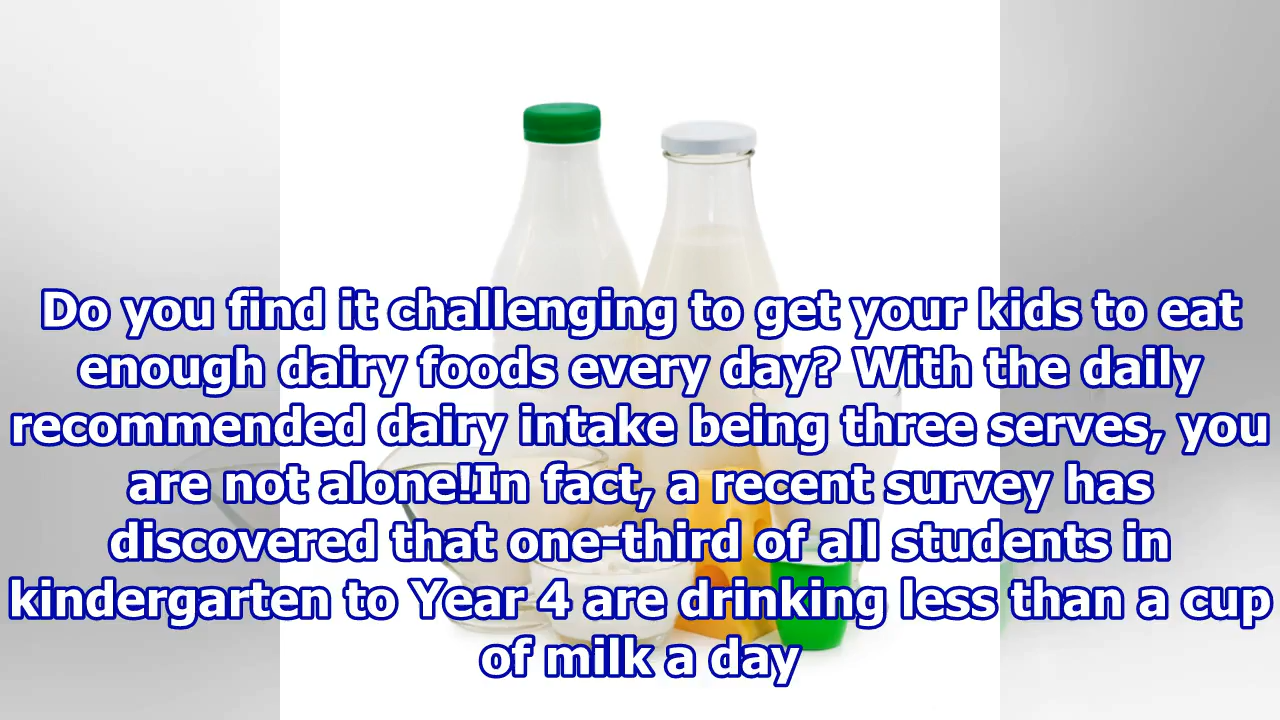 Do you find it challenging to get your kids to eat
enough dairy foods every day? With the daily
recommended dairy intake being three serves, you
are not alone!In fact, a recent survey has
discovered that one-third of all students in
kindergarten to Year 4 are drinking less than a cup
of milk a day